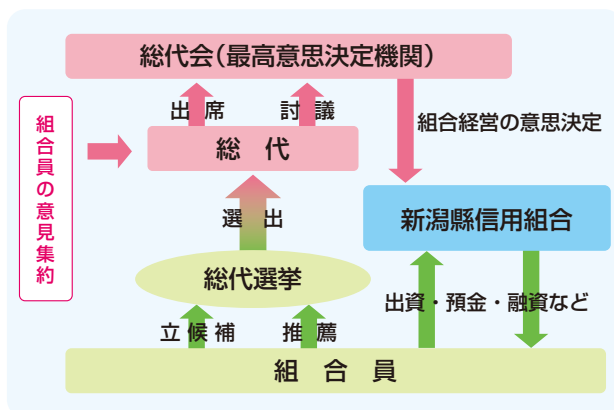 総代会（最高意思決定機関）
出席
討議
組合経営の意思決定
組合員の意見集約
総　代
選出
新潟縣信用組合
総代選挙
出資・預金・融資など
立候補
推薦
組　合　員